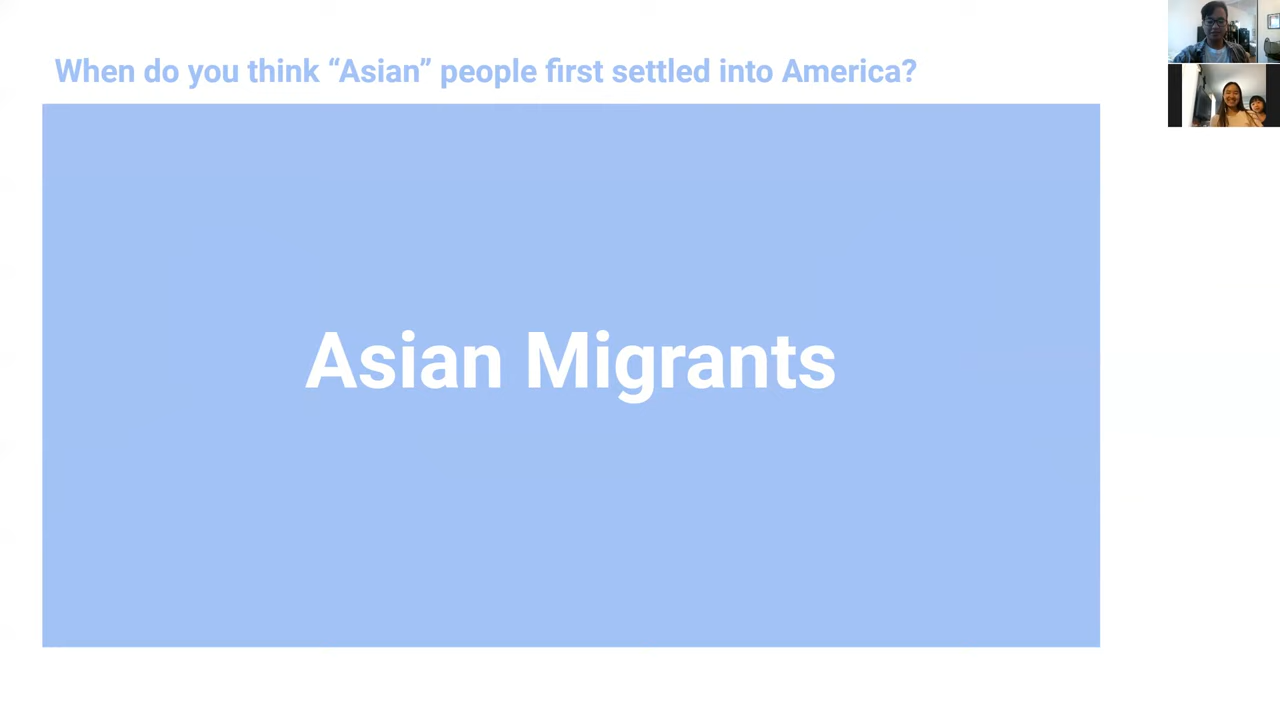 When do you think “Asian” people first settled into America?
Asian Migrants